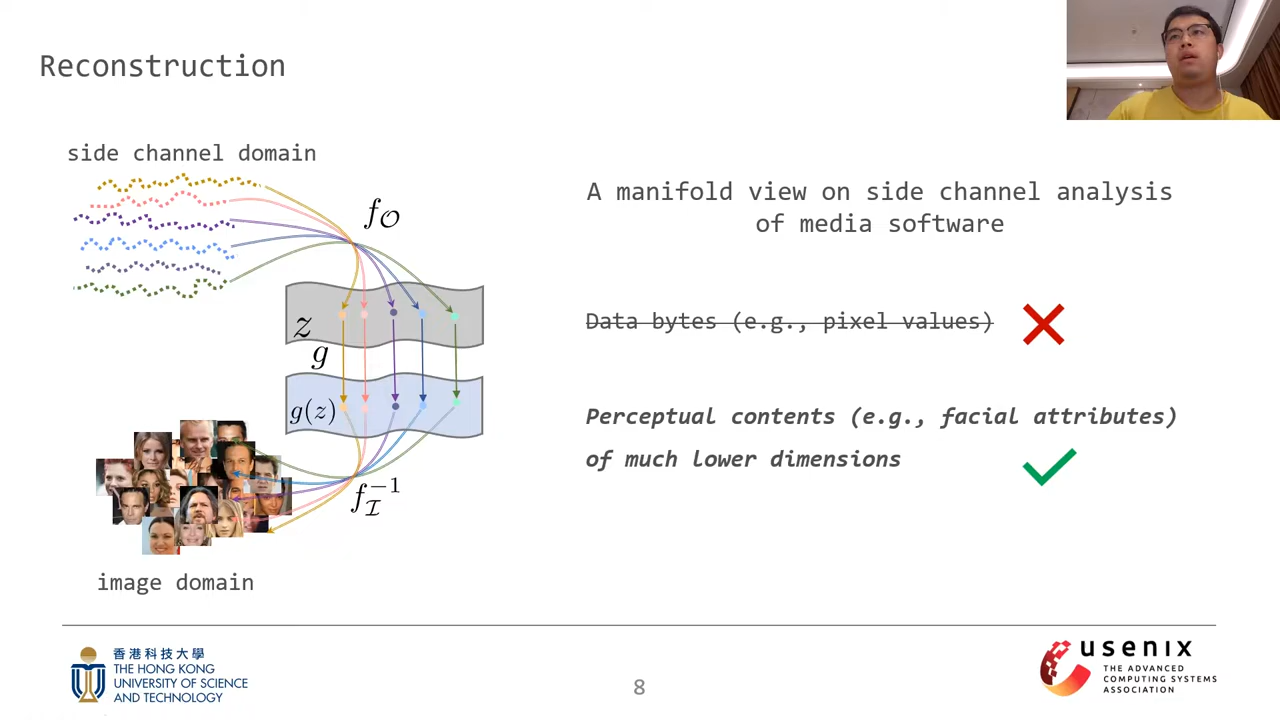 Reconstruction
side channel domain
f𝒪
A manifold view on side channel analysis
of media software
z
g
Data bytes (e.g., pixel values)
g(z)
Perceptual contents (e.g., facial attributes)
of much lower dimensions
f⁻¹ℐ
image domain
香港科技大學
THE HONG KONG
UNIVERSITY OF SCIENCE
AND TECHNOLOGY
8
usenix
THE ADVANCED
COMPUTING SYSTEMS
ASSOCIATION